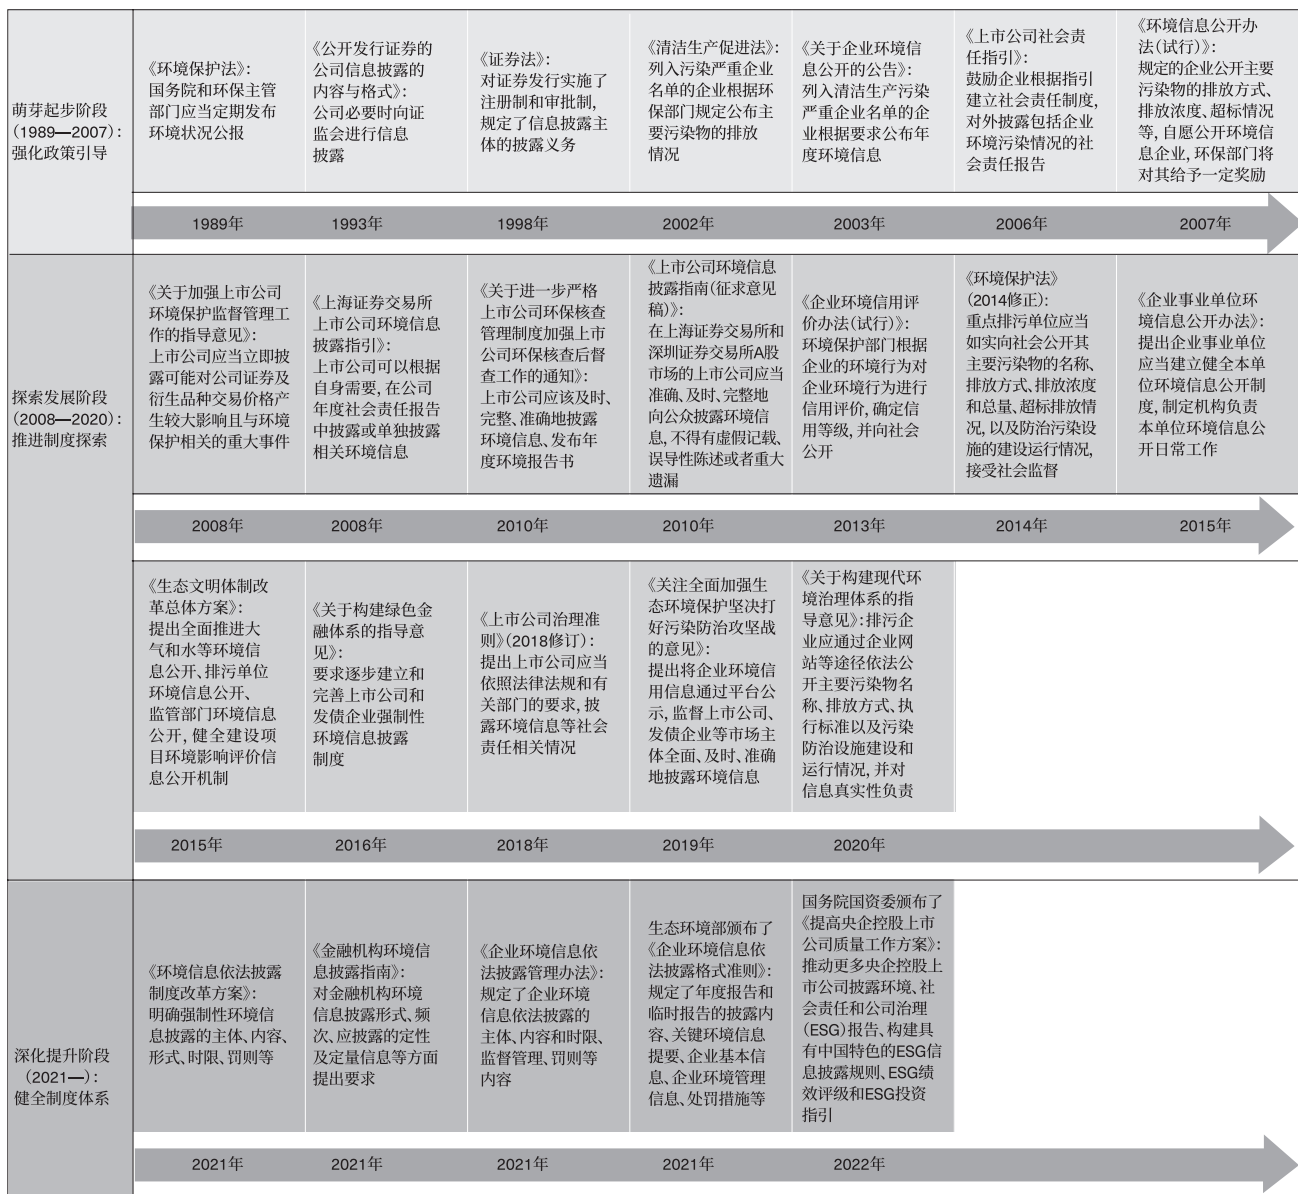 萌芽起步阶段
(1989—2007):
强化政策引导
《环境保护法》:
国务院和环保主管
部门应当定期发布
环境状况公报
《公开发行证券的
公司信息披露的
内容与格式》:
公司必要时向证
监会进行信息
披露
《证券法》:
对证券发行实施了
注册制和审批制,
规定了信息披露主
体的披露义务
《清洁生产促进法》:
列入污染严重企业
名单的企业根据环
保部门规定公布主
要污染物的排放
情况
《关于企业环境信
息公开的公告》:
列入清洁生产污染
严重企业名单的企
业根据要求公布年
度环境信息
《上市公司社会责
任指引》:
鼓励企业根据指引
建立社会责任制度,
对外披露包括企业
环境污染情况的社
会责任报告
《环境信息公开办
法(试行)》:
规定的企业公开主要
污染物的排放方式、
排放浓度、超标情况
等, 自愿公开环境信
息企业, 环保部门将
对其给予一定奖励
1989年
1993年
1998年
2002年
2003年
2006年
2007年
探索发展阶段
(2008—2020):
推进制度探索
《关于加强上市公司
环境保护监督管理工
作的指导意见》:
上市公司应当立即披
露可能对公司证券及
衍生品种交易价格产
生较大影响且与环境
保护相关的重大事件
《上海证券交易所
上市公司环境信息
披露指引》:
上市公司可以根据
自身需要, 在公司
年度社会责任报告
中披露或单独披露
相关环境信息
《关于进一步严格
上市公司环保核查
管理制度加强上市
公司环保核查后督
查工作的通知》:
上市公司应该及时、
完整、准确地披露
环境信息、发布年
度环境报告书
《上市公司环境信息
披露指南(征求意见
稿)》:
在上海证券交易所和
深圳证券交易所A股
市场的上市公司应当
准确、及时、完整地
向公众披露环境信
息, 不得有虚假记载、
误导性陈述或者重大
遗漏
《企业环境信用评
价办法(试行)》:
环境保护部门根据
企业的环境行为对
企业环境行为进行
信用评价, 确定信
用等级, 并向社会
公开
《环境保护法》
(2014修正):
重点排污单位应当
如实向社会公开其
主要污染物的名称、
排放方式、排放浓度
和总量、超标排放情
况, 以及防治污染设
施的建设运行情况,
接受社会监督
《企业事业单位环
境信息公开办法》:
提出企业事业单位
应当建立健全本单
位环境信息公开制
度, 制定机构负责
本单位环境信息公
开日常工作
2008年
2008年
2010年
2010年
2013年
2014年
2015年
《生态文明体制改
革总体方案》:
提出全面推进大
气和水等环境信
息公开、排污单位
环境信息公开、
监管部门环境信息
公开, 健全建设项
目环境影响评价信
息公开机制
《关于构建绿色金
融体系的指导意
见》:
要求逐步建立和
完善上市公司和
发债企业强制性
环境信息披露
制度
《上市公司治理准
则》(2018修订):
提出上市公司应当
依照法律法规和有
关部门的要求, 披
露环境信息等社会
责任相关情况
《关注全面加强生
态环境保护坚决打
好污染防治攻坚战
的意见》:
提出将企业环境信
用信息通过平台公
示, 监督上市公司、
发债企业等市场主
体全面、及时、准确
地披露环境信息
《关于构建现代环
境治理体系的指
导意见》: 排污企
业应通过企业网
站等途径依法公
开主要污染物名
称、排放方式、执
行标准以及污染
防治设施建设和
运行情况, 并对
信息真实性负责
2015年
2016年
2018年
2019年
2020年
深化提升阶段
(2021—):
健全制度体系
《环境信息依法披露
制度改革方案》:
明确强制性环境信
息披露的主体、内容、
形式、时限、罚则等
《金融机构环境信
息披露指南》:
对金融机构环境
信息披露形式、频
次、应披露的定性
及定量信息等方面
提出要求
《企业环境信息依
法披露管理办法》:
规定了企业环境
信息依法披露的
主体、内容和时限、
监督管理、罚则等
内容
生态环境部颁布了
《企业环境信息依
法披露格式准则》:
规定了年度报告和
临时报告的披露内
容、关键环境信息
提要、企业基本信
息、企业环境管理
信息、处罚措施等
国务院国资委颁布了
《提高央企控股上市
公司质量工作方案》:
推动更多央企控股上
市公司披露环境、社
会责任和公司治理
(ESG)报告、构建具
有中国特色的ESG信
息披露规则、ESG绩
效评级和ESG投资
指引
2021年
2021年
2021年
2021年
2022年